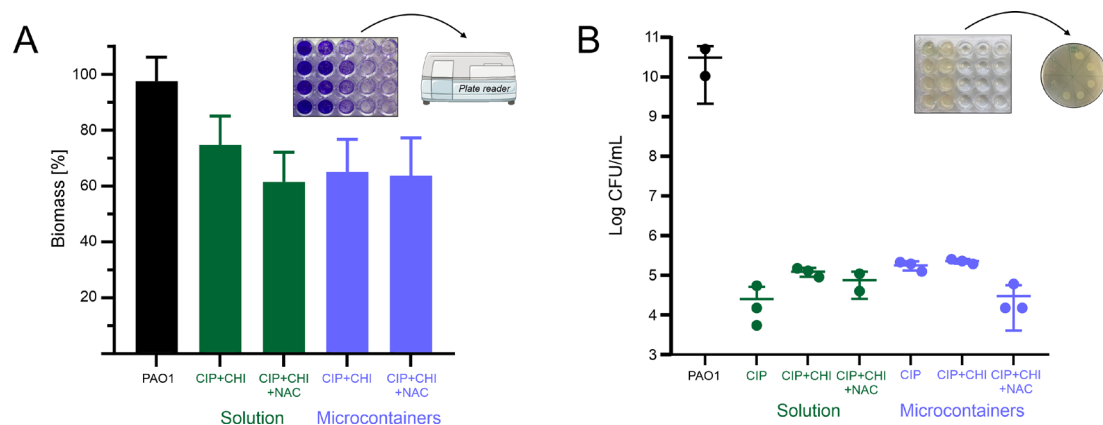 A
Biomass [%]
100
80
60
40
20
Plate reader
PAO1
CIP+CHI
CIP+CHI
+NAC
CIP+CHI
CIP+CHI
+NAC
Solution
Microcontainers
B
Log CFU/mL
11
10
9
8
7
6
5
4
3
PAO1
CIP
CIP+CHI
CIP+CHI
+NAC
CIP
CIP+CHI
CIP+CHI
+NAC
Solution
Microcontainers